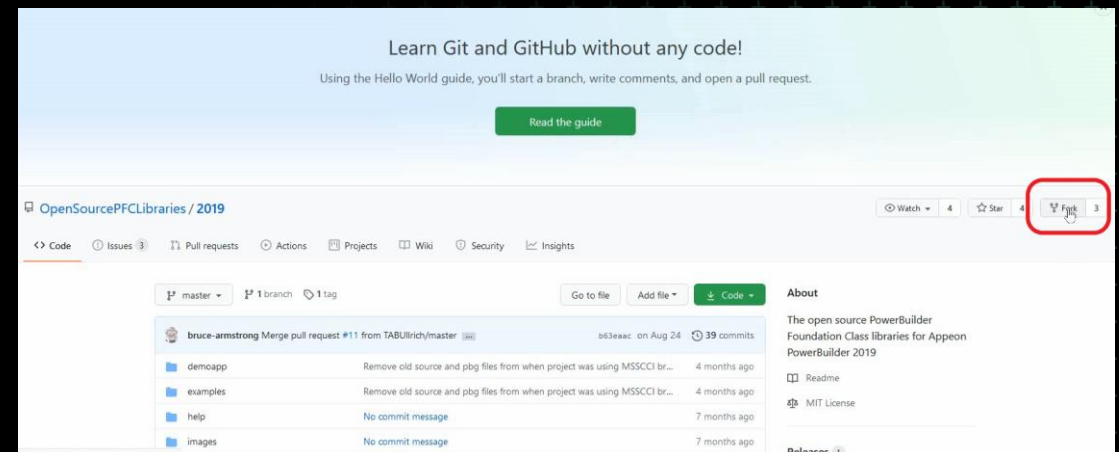 Learn Git and GitHub without any code!
Using the Hello World guide, you'll start a branch, write comments, and open a pull request.
Read the guide
OpenSourcePFCLibraries / 2019
Watch 4 Star 4 Fork 3
Code Issues 3 Pull requests Actions Projects Wiki Security Insights
master 1 branch 1 tag Go to file Add file Code
About
The open source PowerBuilder
Foundation Class libraries for Appeon
PowerBuilder 2019
Readme
MIT License
Releases 1
bruce-armstrong Merge pull request #11 from TABUllrich/master ... b63eaac on Aug 24 39 commits
demoapp Remove old source and pbg files from when project was using MSSCCI br... 4 months ago
examples Remove old source and pbg files from when project was using MSSCCI br... 4 months ago
help No commit message 7 months ago
images No commit message 7 months ago